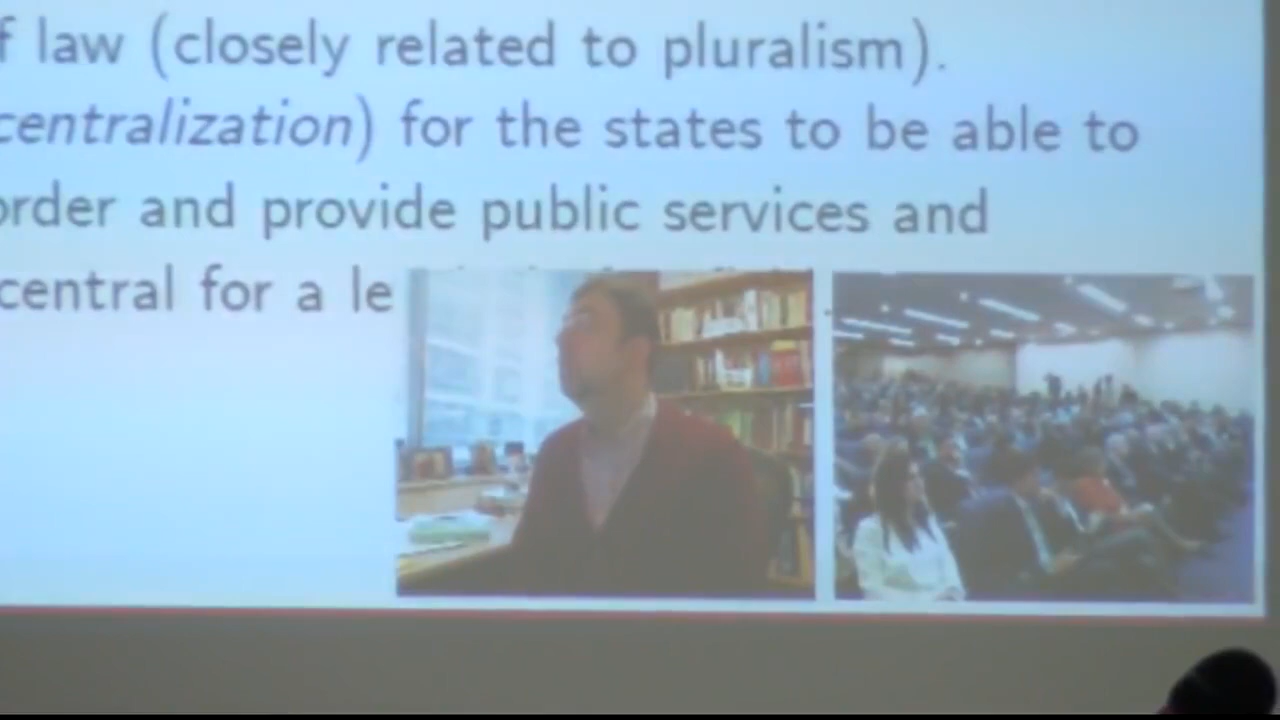 f law (closely related to pluralism).
centralization) for the states to be able to
order and provide public services and
central for a le